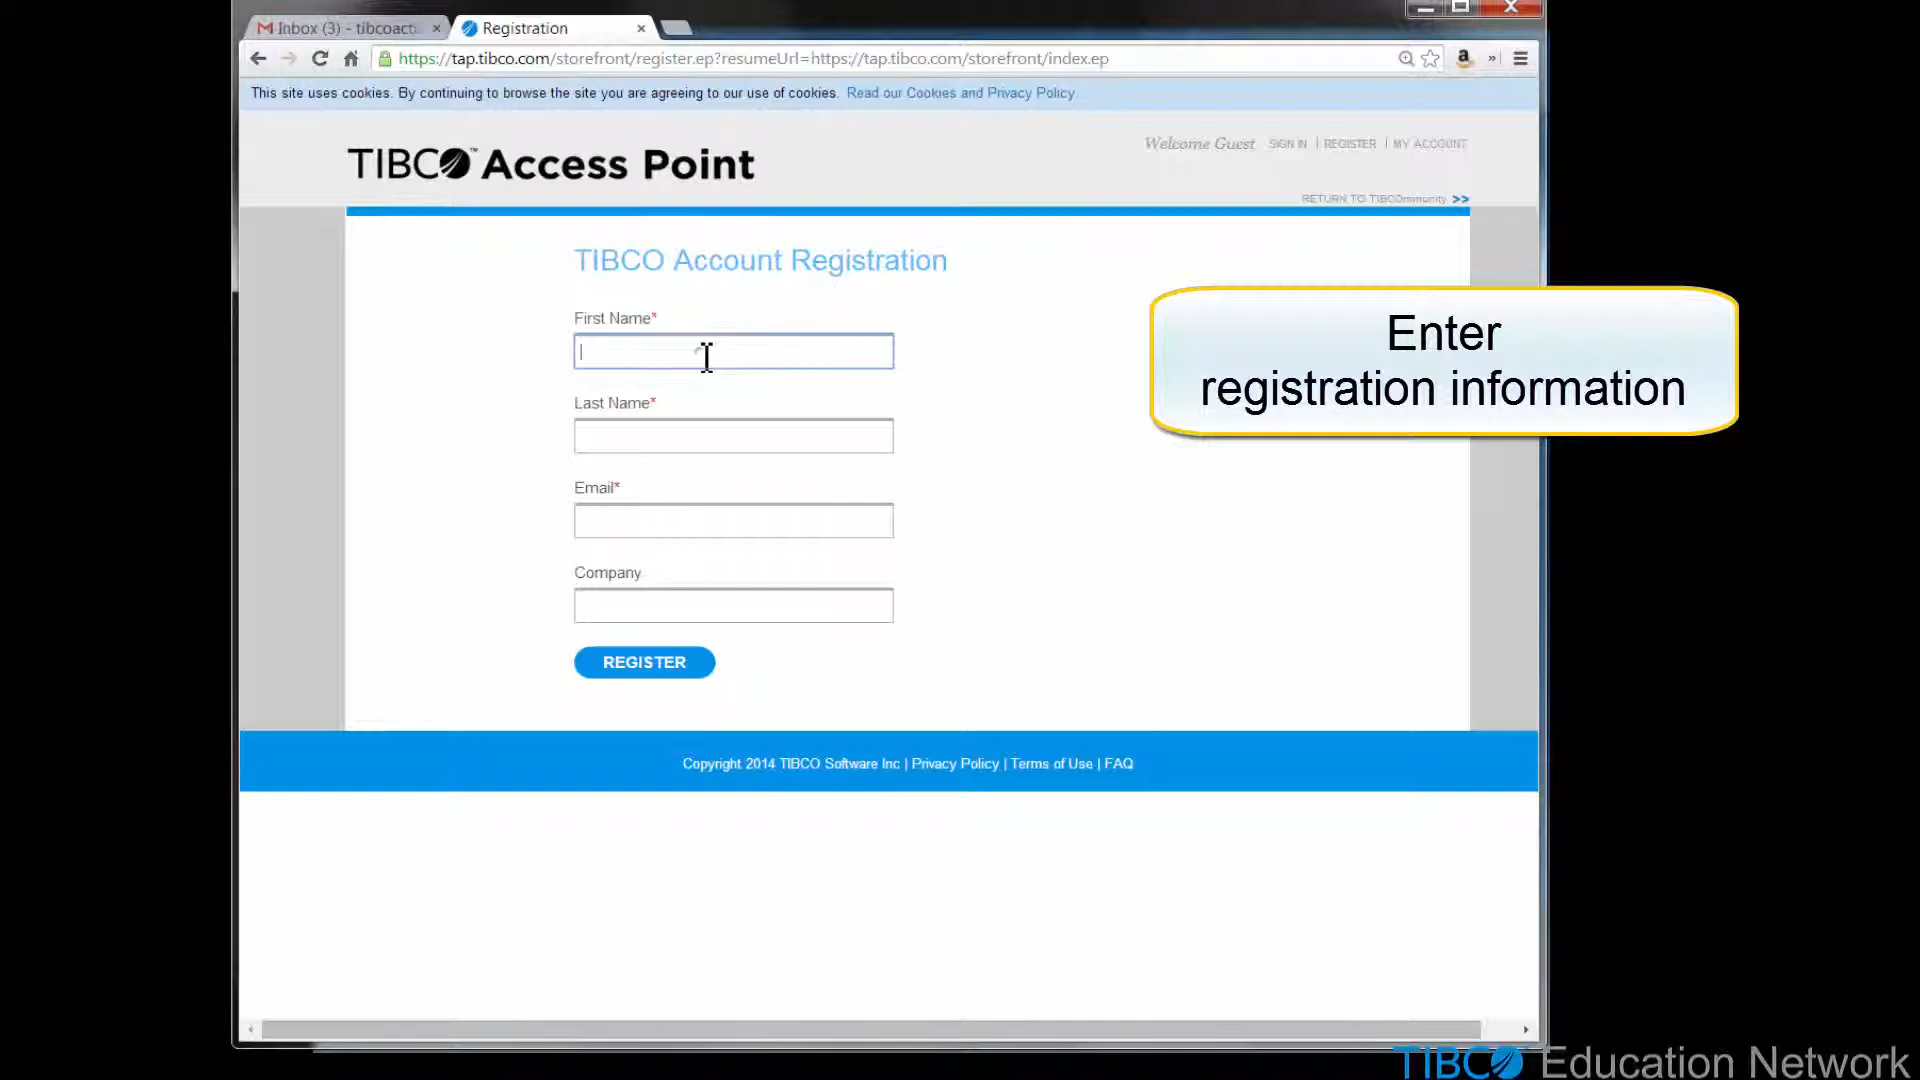 Inbox (3) - tibcoacti
Registration
https://tap.tibco.com/storefront/register.ep?resumeUrl=https://tap.tibco.com/storefront/index.ep
This site uses cookies. By continuing to browse the site you are agreeing to our use of cookies. Read our Cookies and Privacy Policy.
Welcome Guest SIGN IN | REGISTER | MY ACCOUNT
TIBCO™ Access Point
RETURN TO TIBCOmmunity >>
TIBCO Account Registration
First Name*
Enter
registration information
Last Name*
Email*
Company
REGISTER
Copyright 2014 TIBCO Software Inc | Privacy Policy | Terms of Use | FAQ
TIBCO Education Network